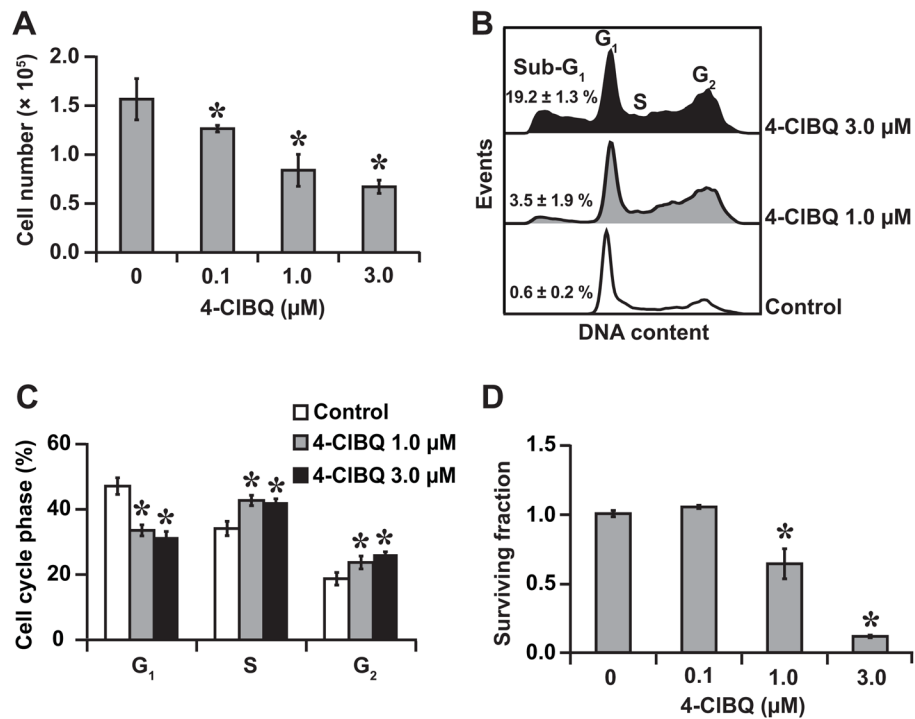 A
2.0
1.5
1.0
0.5
0.0
Cell number (× 10⁵)
*
*
*
0 0.1 1.0 3.0
4-ClBQ (µM)
B
Events
G₁
Sub-G₁
S
G₂
19.2 ± 1.3 %
4-ClBQ 3.0 µM
3.5 ± 1.9 %
4-ClBQ 1.0 µM
0.6 ± 0.2 %
Control
DNA content
C
Control
4-ClBQ 1.0 µM
4-ClBQ 3.0 µM
60
40
20
0
Cell cycle phase (%)
* *
* *
* *
G₁ S G₂
D
1.5
1.0
0.5
0.0
Surviving fraction
*
*
0 0.1 1.0 3.0
4-ClBQ (µM)